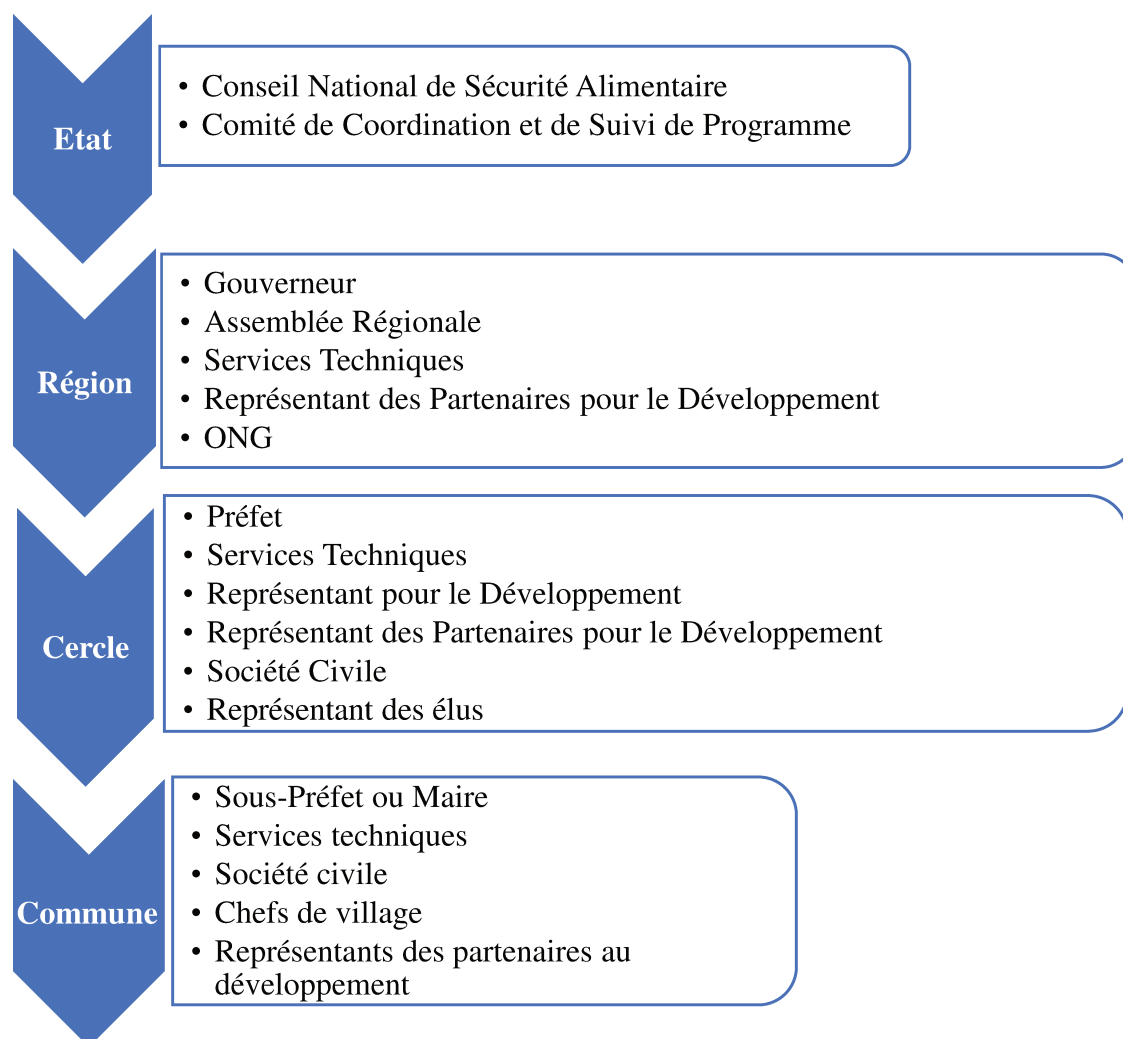 Etat
• Conseil National de Sécurité Alimentaire
• Comité de Coordination et de Suivi de Programme
Région
• Gouverneur
• Assemblée Régionale
• Services Techniques
• Représentant des Partenaires pour le Développement
• ONG
Cercle
• Préfet
• Services Techniques
• Représentant pour le Développement
• Représentant des Partenaires pour le Développement
• Société Civile
• Représentant des élus
Commune
• Sous-Préfet ou Maire
• Services techniques
• Société civile
• Chefs de village
• Représentants des partenaires au
développement